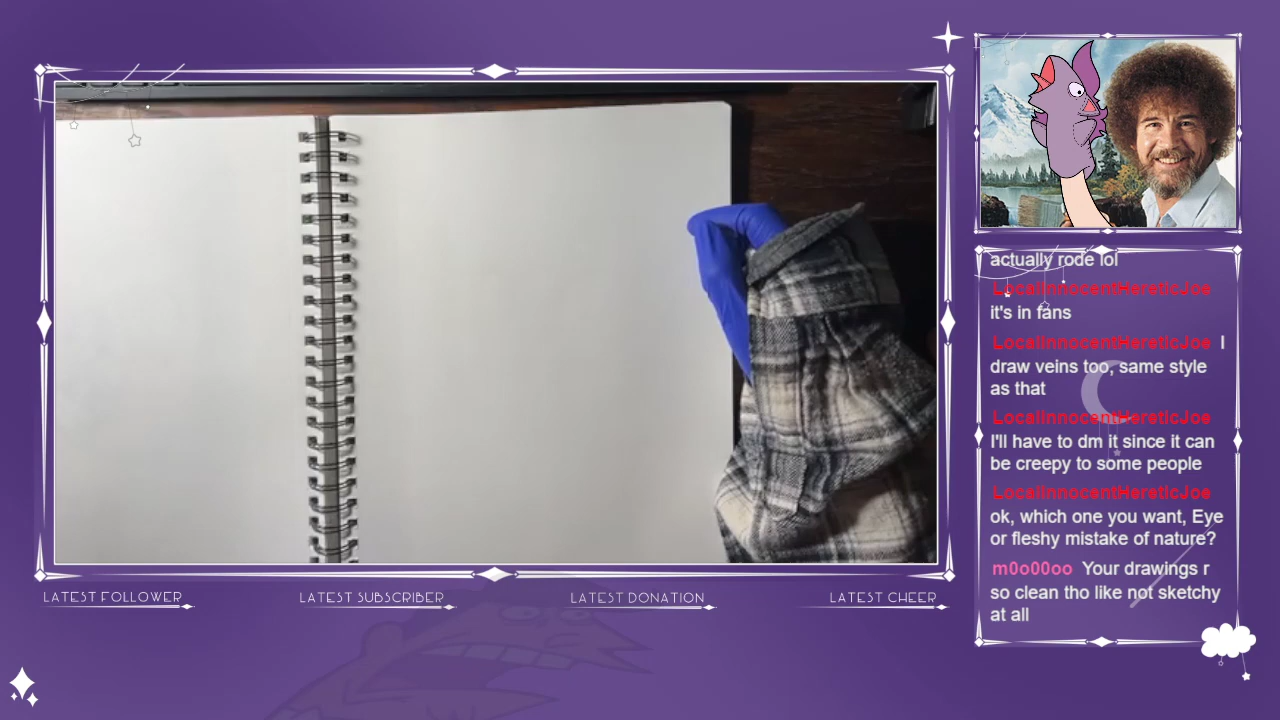 actually rode lol
LocalInnocentHereticJoe
it's in fans
LocalInnocentHereticJoe I
draw veins too, same style
as that
LocalInnocentHereticJoe
I'll have to dm it since it can
be creepy to some people
LocalInnocentHereticJoe
ok, which one you want, Eye
or fleshy mistake of nature?
m0o00oo Your drawings r
so clean tho like not sketchy
at all
LATEST FOLLOWER
LATEST SUBSCRIBER
LATEST DONATION
LATEST CHEER